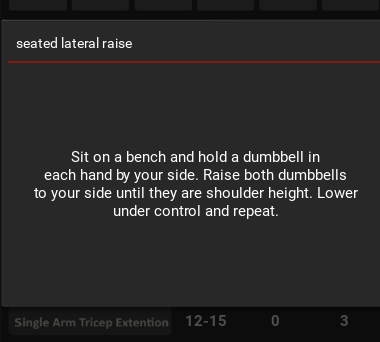 seated lateral raise
Sit on a bench and hold a dumbbell in
each hand by your side. Raise both dumbbells
to your side until they are shoulder height. Lower
under control and repeat.
Single Arm Tricep Extention 12-15 0 3